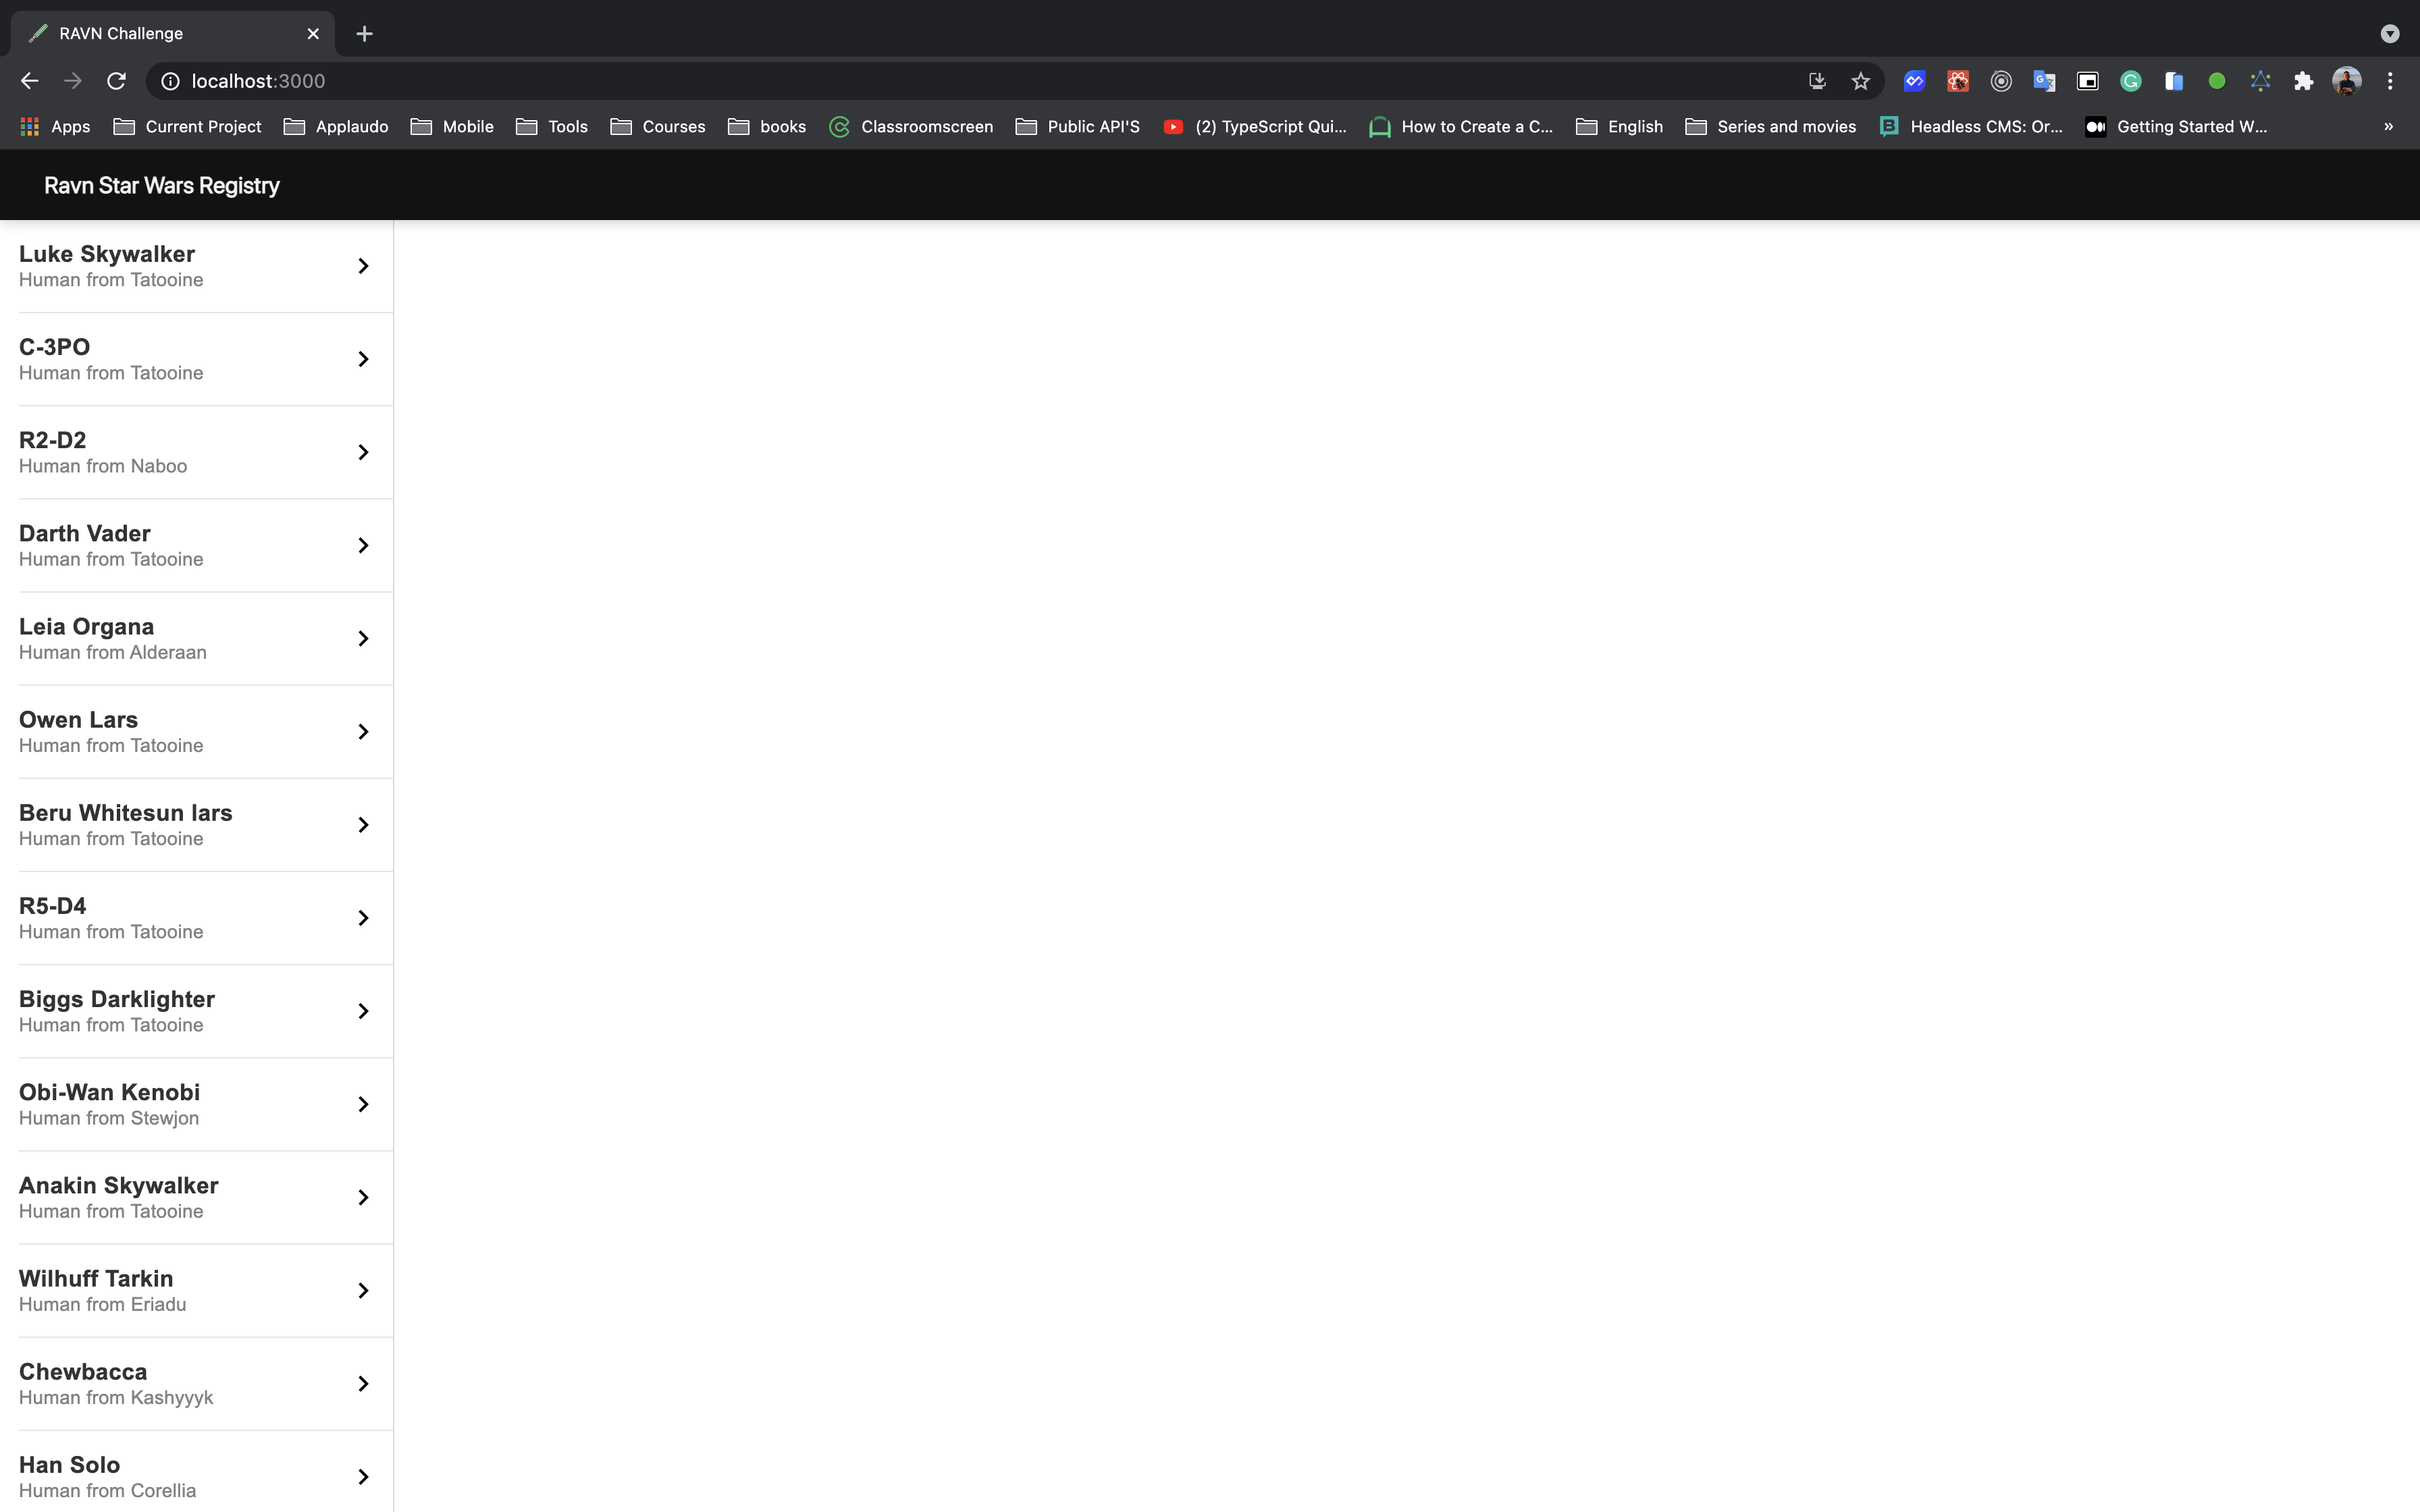 RAVN Challenge
localhost:3000
Apps Current Project Applaudo Mobile Tools Courses books Classroomscreen Public API'S (2) TypeScript Qui... How to Create a C... English Series and movies Headless CMS: Or... Getting Started W... »
Ravn Star Wars Registry
Luke Skywalker
Human from Tatooine
C-3PO
Human from Tatooine
R2-D2
Human from Naboo
Darth Vader
Human from Tatooine
Leia Organa
Human from Alderaan
Owen Lars
Human from Tatooine
Beru Whitesun lars
Human from Tatooine
R5-D4
Human from Tatooine
Biggs Darklighter
Human from Tatooine
Obi-Wan Kenobi
Human from Stewjon
Anakin Skywalker
Human from Tatooine
Wilhuff Tarkin
Human from Eriadu
Chewbacca
Human from Kashyyyk
Han Solo
Human from Corellia